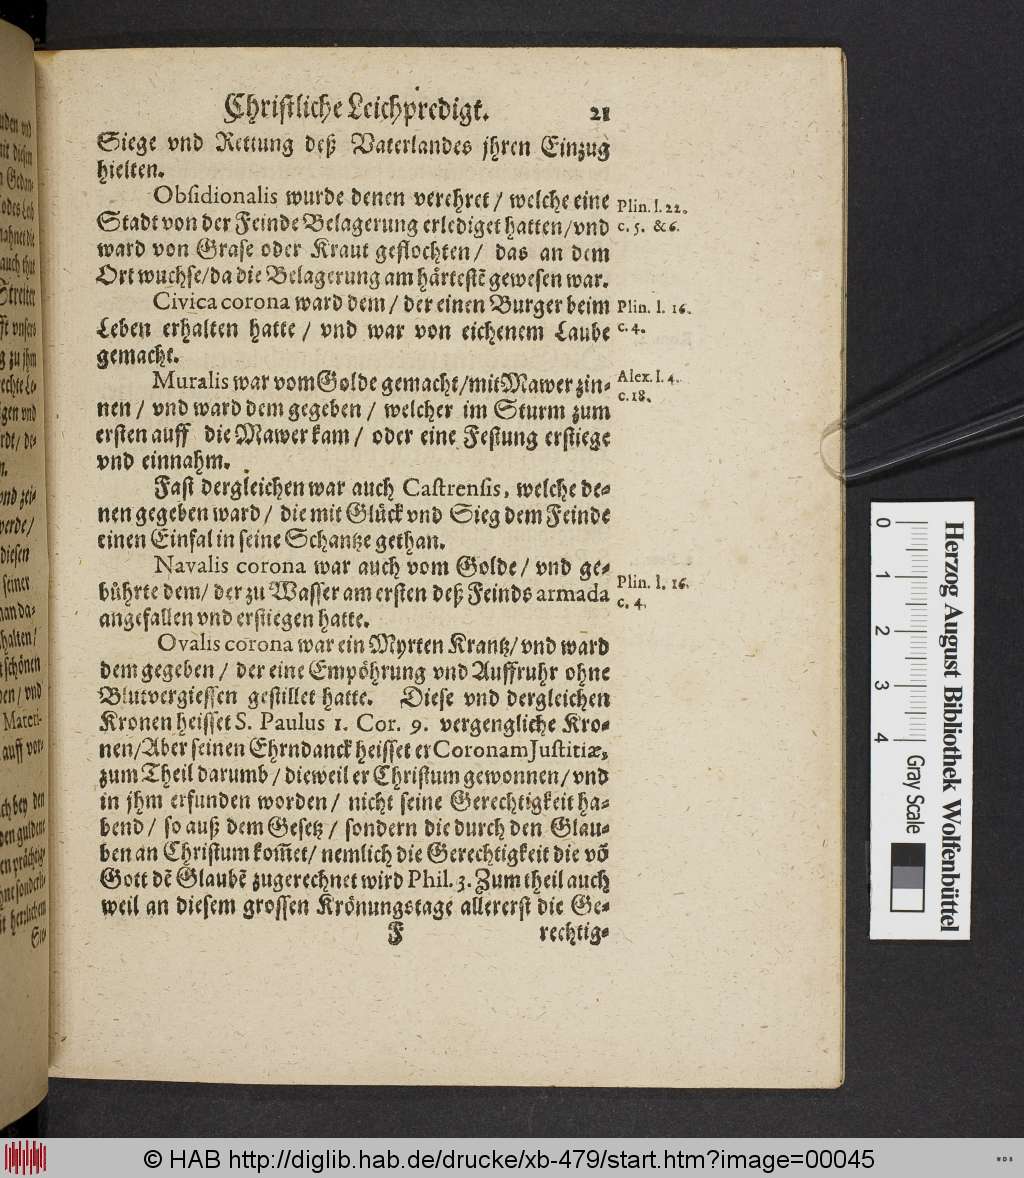 Christliche Leichpredigt. 21
Siege vnd Rettung deß Vaterlandes jhren Einzug
hielten.
Obsidionalis wurde denen verehret / welche eine
Stadt von der Feinde Belagerung erlediget hatten/vnd
ward von Grase oder Kraut geflochten / das an dem
Ort wuchse/da die Belagerung am härtestē gewesen war.
Plin. l. 22.
c. 5. &6.
Civica corona ward dem / der einen Burger beim
Leben erhalten hatte / vnd war von eichenem Laube
gemacht.
Plin. l. 16.
c. 4.
Muralis war vom Golde gemacht/mit Mawer zin-
nen / vnd ward dem gegeben / welcher im Sturm zum
ersten auff die Mawer kam / oder eine Festung erstiege
vnd einnahm.
Alex. l. 4.
c. 18.
Fast dergleichen war auch Castrensis, welche de-
nen gegeben ward / die mit Glück vnd Sieg dem Feinde
einen Einfal in seine Schantze gethan.
Navalis corona war auch vom Golde / vnd ge-
bührte dem/ der zu Wasser am ersten deß Feinds armada
angefallen vnd erstiegen hatte.
Plin. l. 16.
c. 4.
Ovalis corona war ein Myrten Krantz/ vnd ward
dem gegeben / der eine Empöhrung vnd Auffruhr ohne
Blutvergiessen gestillet hatte. Diese vnd dergleichen
Kronen heisset S. Paulus 1. Cor. 9. vergengliche Kro-
nen/Aber seinen Ehrndanck heisset er Coronam Justitiæ,
zum Theil darumb / dieweil er Christum gewonnen / vnd
in jhm erfunden worden / nicht seine Gerechtigkeit ha-
bend / so auß dem Gesetz / sondern die durch den Glau-
ben an Christum kom̃et/ nemlich die Gerechtigkeit die võ
Gott dē Glaubē zugerechnet wird Phil. 3. Zum theil auch
weil an diesem grossen Krönungstage allererst die Ge-
F rechtig-
Herzog August Bibliothek Wolfenbüttel
0 1 2 3 4
Gray Scale
© HAB http://diglib.hab.de/drucke/xb-479/start.htm?image=00045